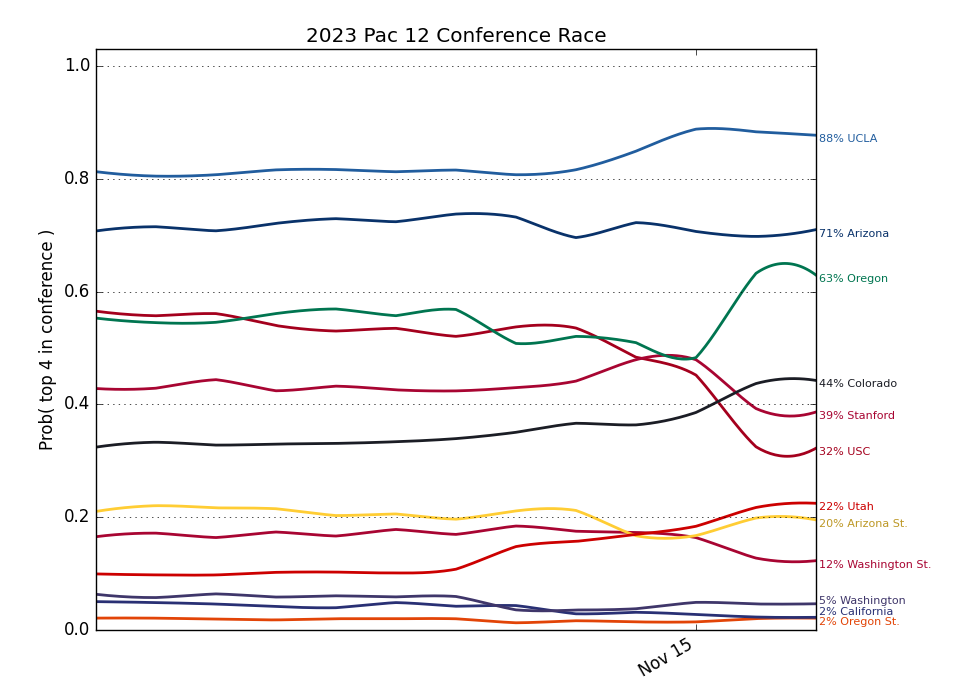 2023 Pac 12 Conference Race
Prob( top 4 in conference )
1.0
0.8
0.6
0.4
0.2
0.0
Nov 15
88% UCLA
71% Arizona
63% Oregon
44% Colorado
39% Stanford
32% USC
22% Utah
20% Arizona St.
12% Washington St.
5% Washington
2% California
2% Oregon St.